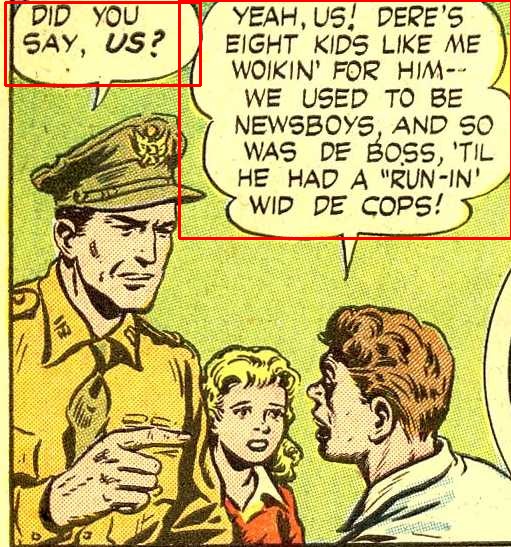 DID YOU
SAY, US?
YEAH, US! DERE'S
EIGHT KIDS LIKE ME
WOIKIN' FOR HIM--
WE USED TO BE
NEWSBOYS, AND SO
WAS DE BOSS, 'TIL
HE HAD A "RUN-IN'
WID DE COPS!